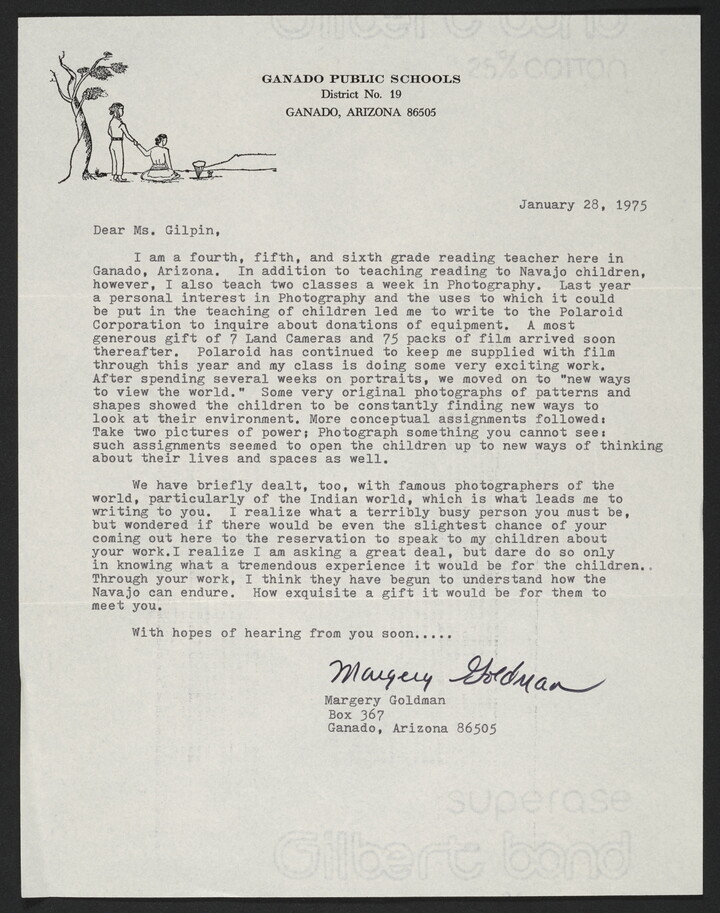 GANADO PUBLIC SCHOOLS
District No. 19
GANADO, ARIZONA 86505
25% COTTON
January 28, 1975
Dear Ms. Gilpin,
I am a fourth, fifth, and sixth grade reading teacher here in
Ganado, Arizona. In addition to teaching reading to Navajo children,
however, I also teach two classes a week in Photography. Last year
a personal interest in Photography and the uses to which it could
be put in the teaching of children led me to write to the Polaroid
Corporation to inquire about donations of equipment. A most
generous gift of 7 Land Cameras and 75 packs of film arrived soon
thereafter. Polaroid has continued to keep me supplied with film
through this year and my class is doing some very exciting work.
After spending several weeks on portraits, we moved on to "new ways
to view the world." Some very original photographs of patterns and
shapes showed the children to be constantly finding new ways to
look at their environment. More conceptual assignments followed:
Take two pictures of power; Photograph something you cannot see:
such assignments seemed to open the children up to new ways of thinking
about their lives and spaces as well.
We have briefly dealt, too, with famous photographers of the
world, particularly of the Indian world, which is what leads me to
writing to you. I realize what a terribly busy person you must be,
but wondered if there would be even the slightest chance of your
coming out here to the reservation to speak to my children about
your work.I realize I am asking a great deal, but dare do so only
in knowing what a tremendous experience it would be for the children..
Through your work, I think they have begun to understand how the
Navajo can endure. How exquisite a gift it would be for them to
meet you.
With hopes of hearing from you soon.....
Margery Goldman
Margery Goldman
Box 367
Ganado, Arizona 86505
superase
Gilbert bond